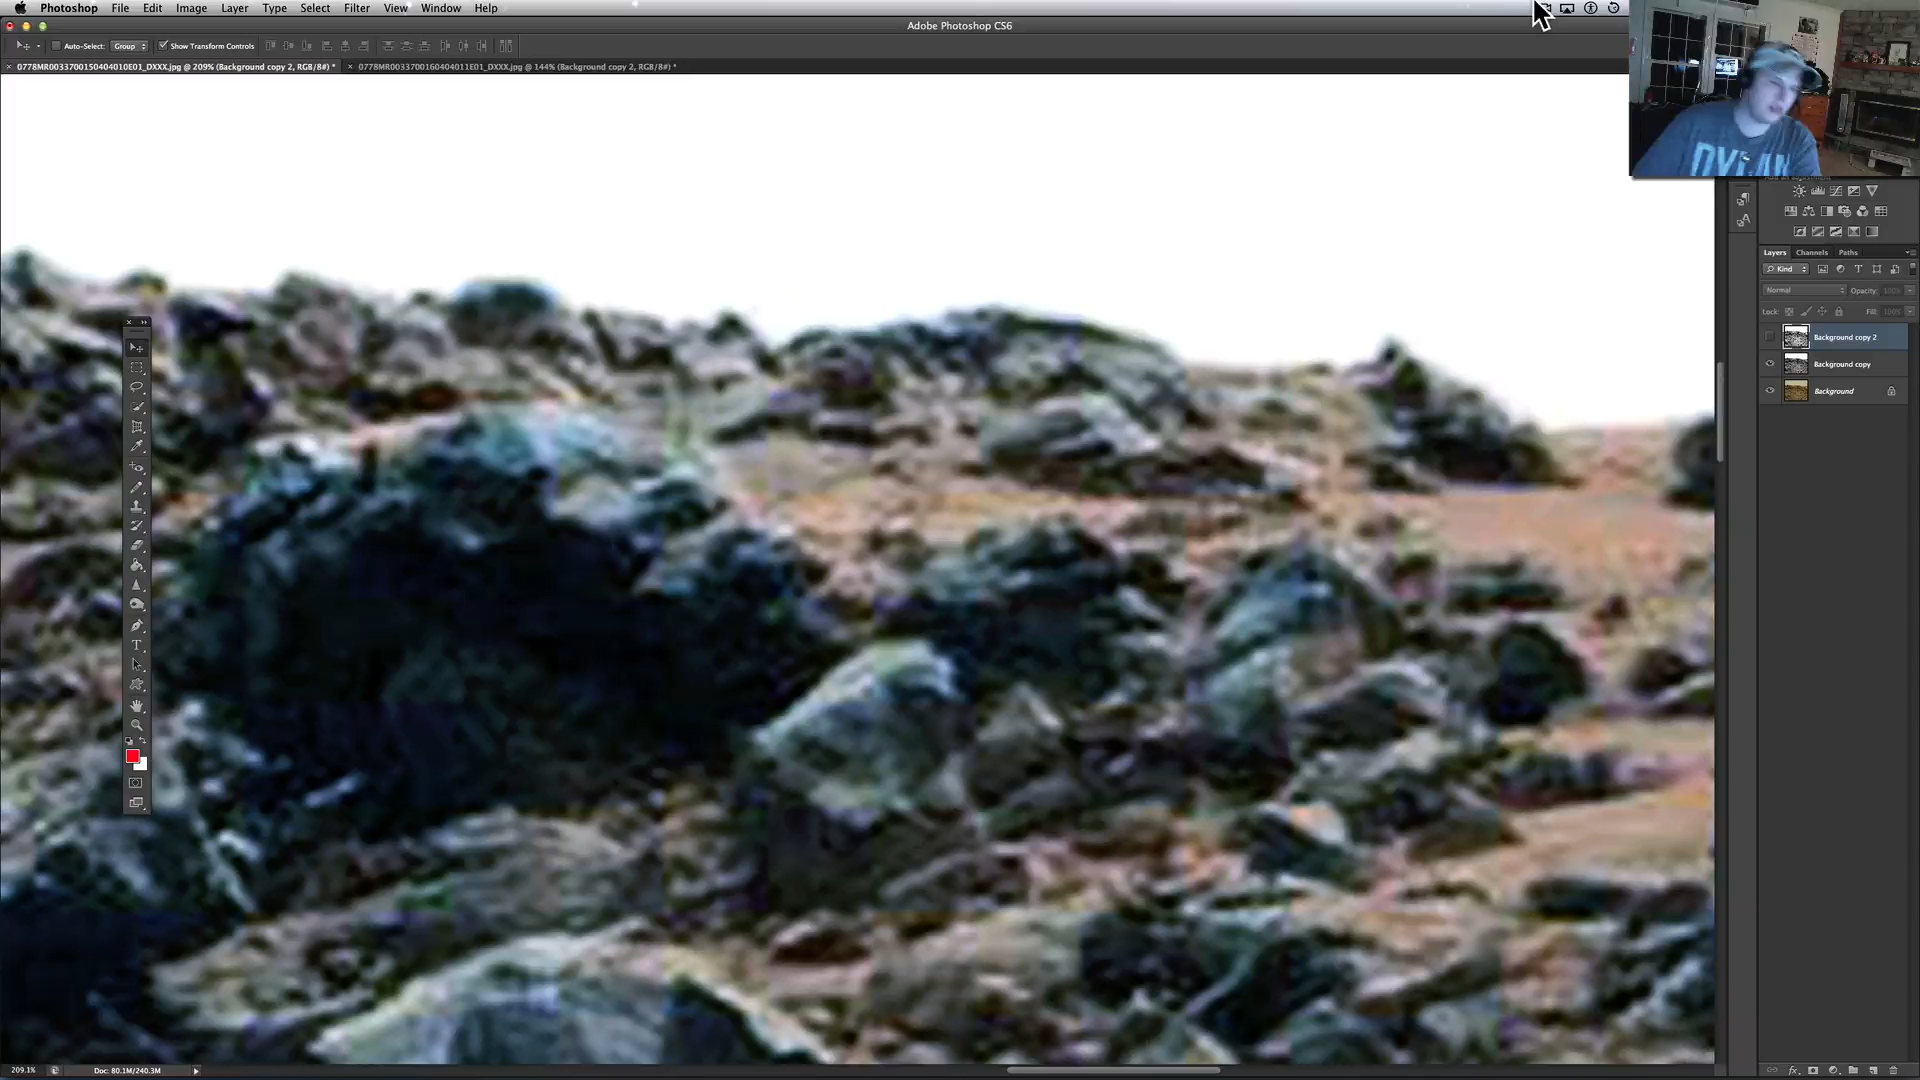 Photoshop File Edit Image Layer Type Select Filter View Window Help
Adobe Photoshop CS6
Auto-Select: Group Show Transform Controls
0778MR0033700150404010E01_DXXX.jpg @ 209% (Background copy 2, RGB/8#) * 0778MR0033700160404011E01_DXXX.jpg @ 144% (Background copy 2, RGB/8#) *
DYLAN
Layers Channels Paths
Kind
Normal Opacity: 100%
Lock: Fill: 100%
Background copy 2
Background copy
Background
209.1% Doc: 80.1M/240.3M